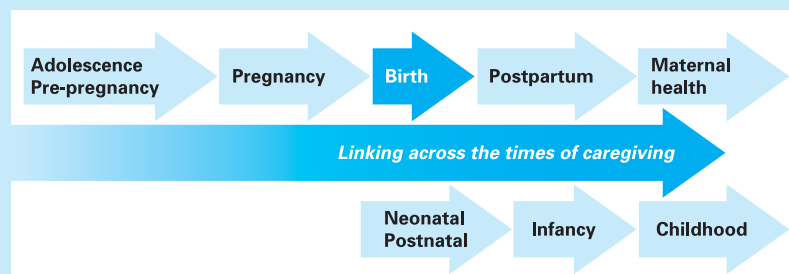 Adolescence
Pre-pregnancy
Pregnancy
Birth
Postpartum
Maternal
health
Linking across the times of caregiving
Neonatal
Postnatal
Infancy
Childhood